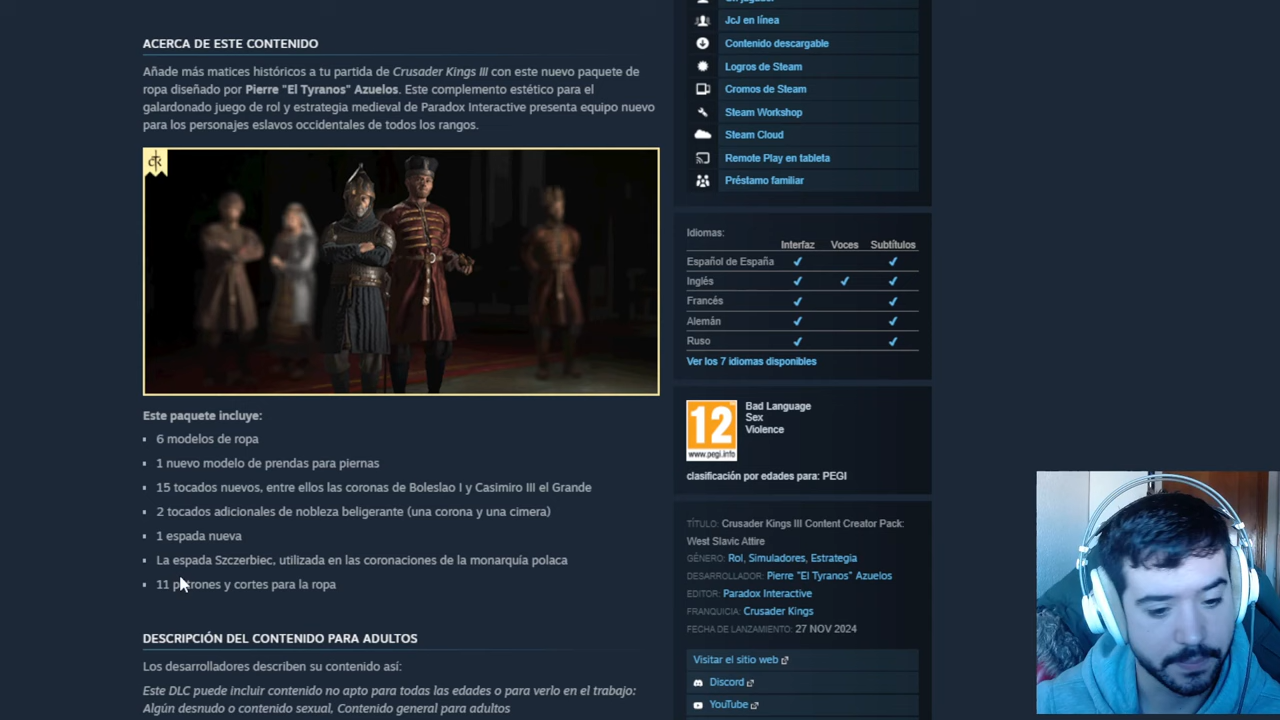 ACERCA DE ESTE CONTENIDO
Añade más matices históricos a tu partida de Crusader Kings III con este nuevo paquete de
ropa diseñado por Pierre "El Tyranos" Azuelos. Este complemento estético para el
galardonado juego de rol y estrategia medieval de Paradox Interactive presenta equipo nuevo
para los personajes eslavos occidentales de todos los rangos.
Este paquete incluye:
6 modelos de ropa
1 nuevo modelo de prendas para piernas
15 tocados nuevos, entre ellos las coronas de Boleslao I y Casimiro III el Grande
2 tocados adicionales de nobleza beligerante (una corona y una cimera)
1 espada nueva
La espada Szczerbiec, utilizada en las coronaciones de la monarquía polaca
11 patrones y cortes para la ropa
DESCRIPCIÓN DEL CONTENIDO PARA ADULTOS
Los desarrolladores describen su contenido así:
Este DLC puede incluir contenido no apto para todas las edades o para verlo en el trabajo:
Algún desnudo o contenido sexual, Contenido general para adultos
JcJ en línea
Contenido descargable
Logros de Steam
Cromos de Steam
Steam Workshop
Steam Cloud
Remote Play en tableta
Préstamo familiar
Idiomas:
Interfaz Voces Subtítulos
Español de España ✔ ✔
Inglés ✔ ✔ ✔
Francés ✔ ✔
Alemán ✔ ✔
Ruso ✔ ✔
Ver los 7 idiomas disponibles
12
www.pegi.info
Bad Language
Sex
Violence
clasificación por edades para: PEGI
TÍTULO: Crusader Kings III Content Creator Pack:
West Slavic Attire
GÉNERO: Rol, Simuladores, Estrategia
DESARROLLADOR: Pierre "El Tyranos" Azuelos
EDITOR: Paradox Interactive
FRANQUICIA: Crusader Kings
FECHA DE LANZAMIENTO: 27 NOV 2024
Visitar el sitio web
Discord
YouTube